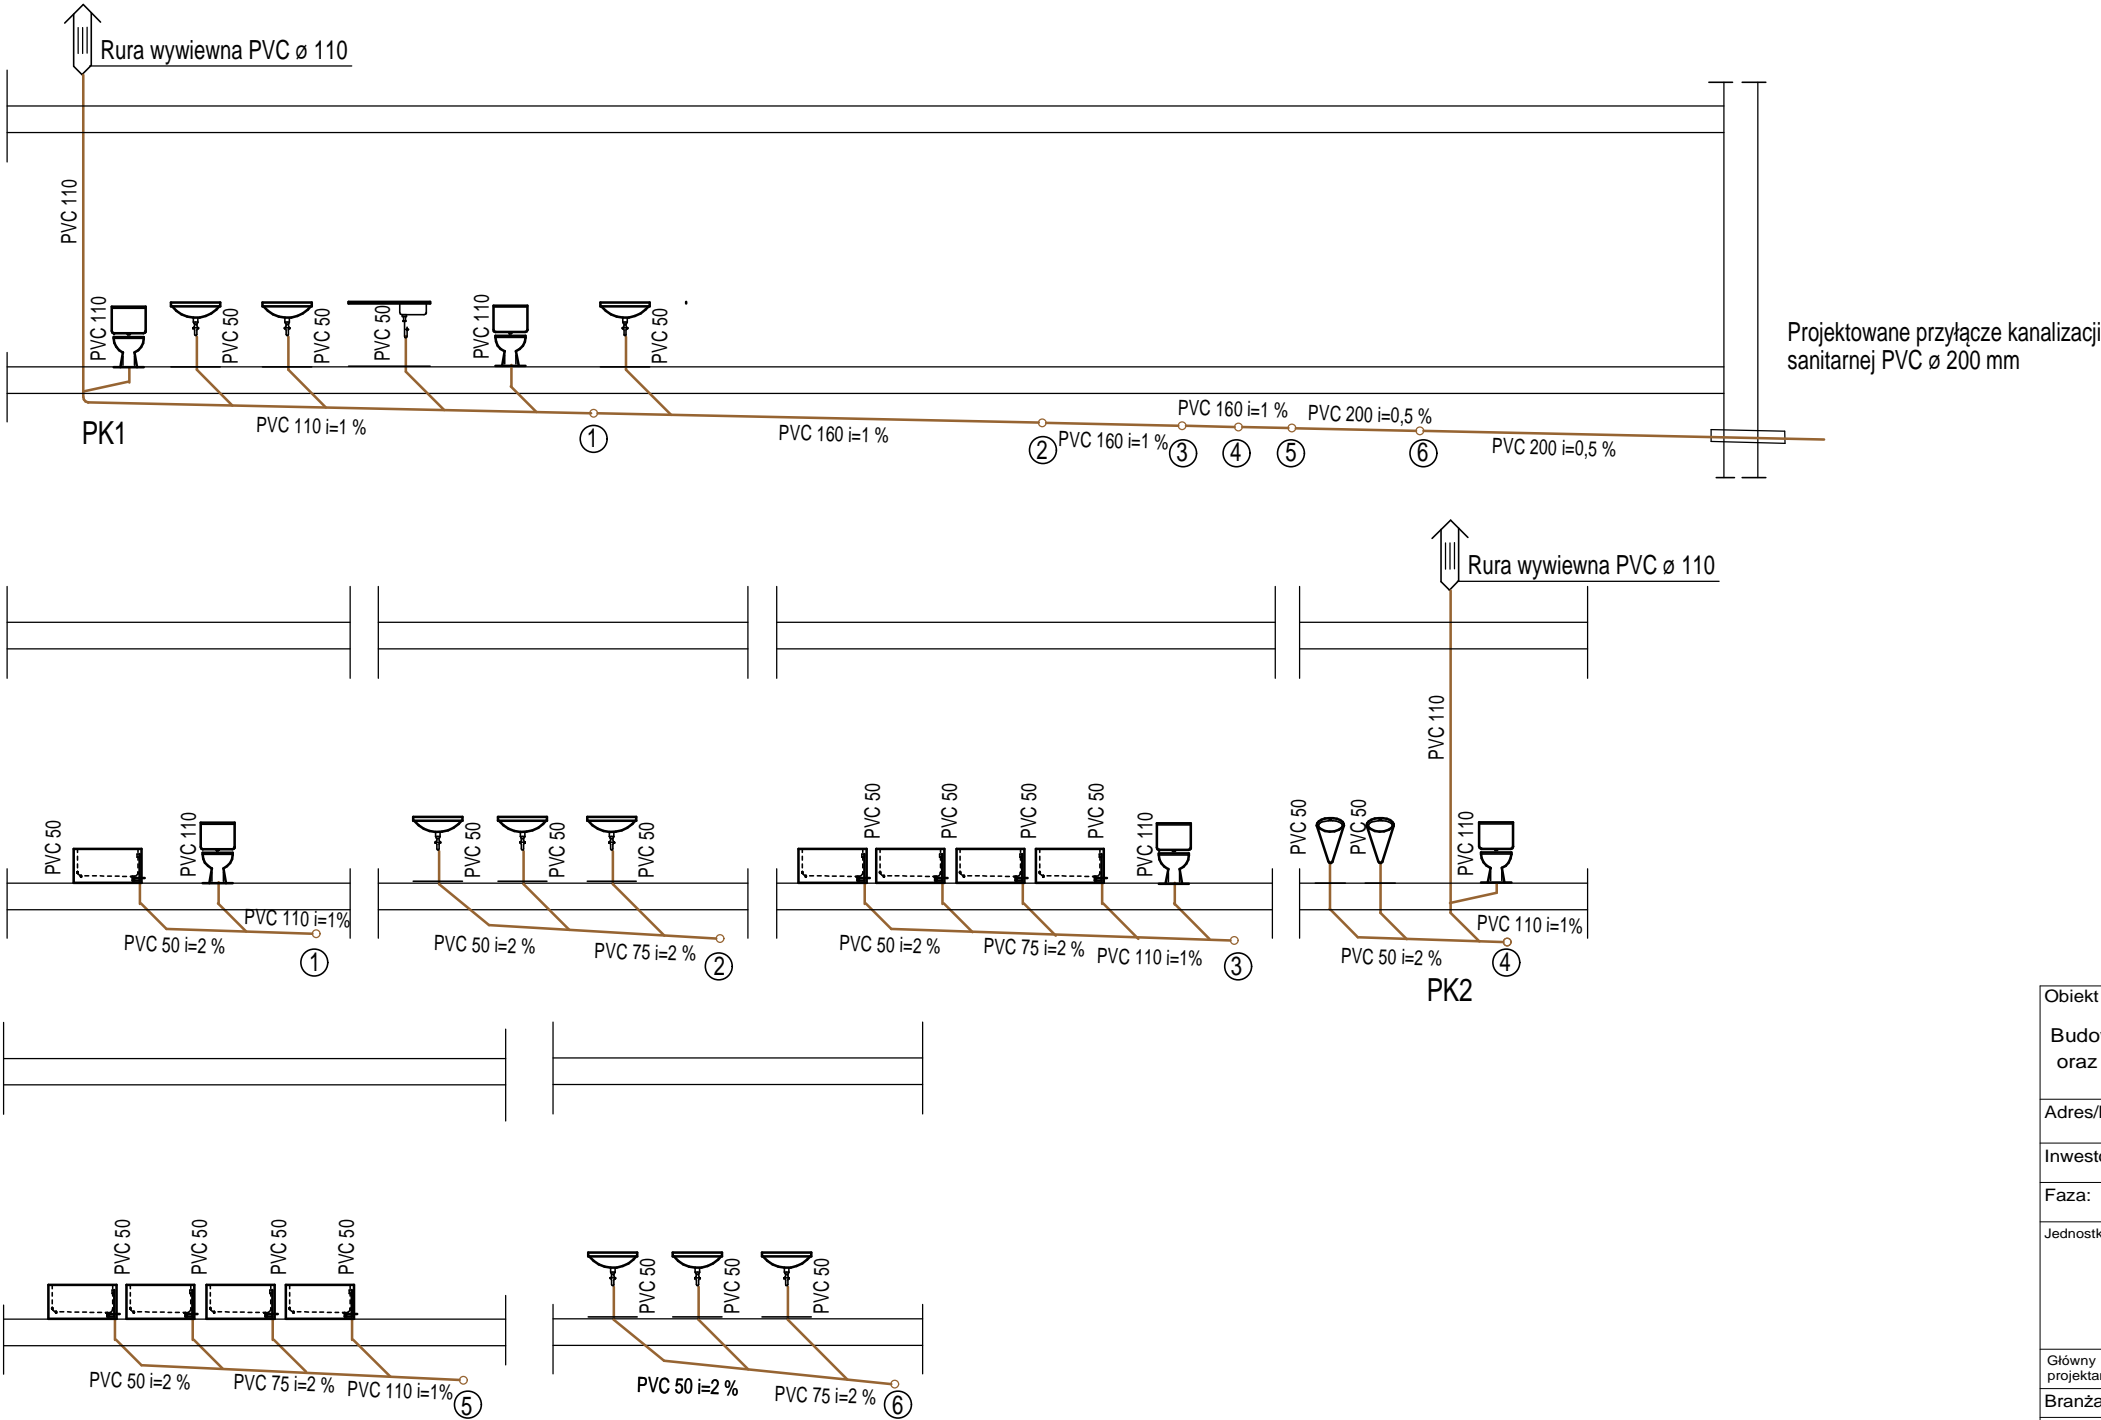 Rura wywiewna PVC ø 110
PVC 110
PVC 110
PVC 50
PVC 50
PVC 50
PVC 110
PVC 50
Projektowane przyłącze kanalizacji
sanitarnej PVC ø 200 mm
PK1
PVC 110 i=1 %
1
PVC 160 i=1 %
2
PVC 160 i=1 %
3
PVC 160 i=1 %
4
5
PVC 200 i=0,5 %
6
PVC 200 i=0,5 %
Rura wywiewna PVC ø 110
PVC 110
PVC 50
PVC 110
PVC 50 i=2 %
PVC 110 i=1%
1
PVC 50
PVC 50
PVC 50
PVC 50 i=2 %
PVC 75 i=2 %
2
PVC 50
PVC 50
PVC 50
PVC 50
PVC 110
PVC 50 i=2 %
PVC 75 i=2 %
PVC 110 i=1%
3
PVC 50
PVC 50
PVC 110
PVC 50 i=2 %
PVC 110 i=1%
4
PK2
PVC 50
PVC 50
PVC 50
PVC 50
PVC 50 i=2 %
PVC 75 i=2 %
PVC 110 i=1%
5
PVC 50
PVC 50
PVC 50
PVC 50 i=2 %
PVC 75 i=2 %
6
Obiekt
oraz
Adres/
Faza:
Główny